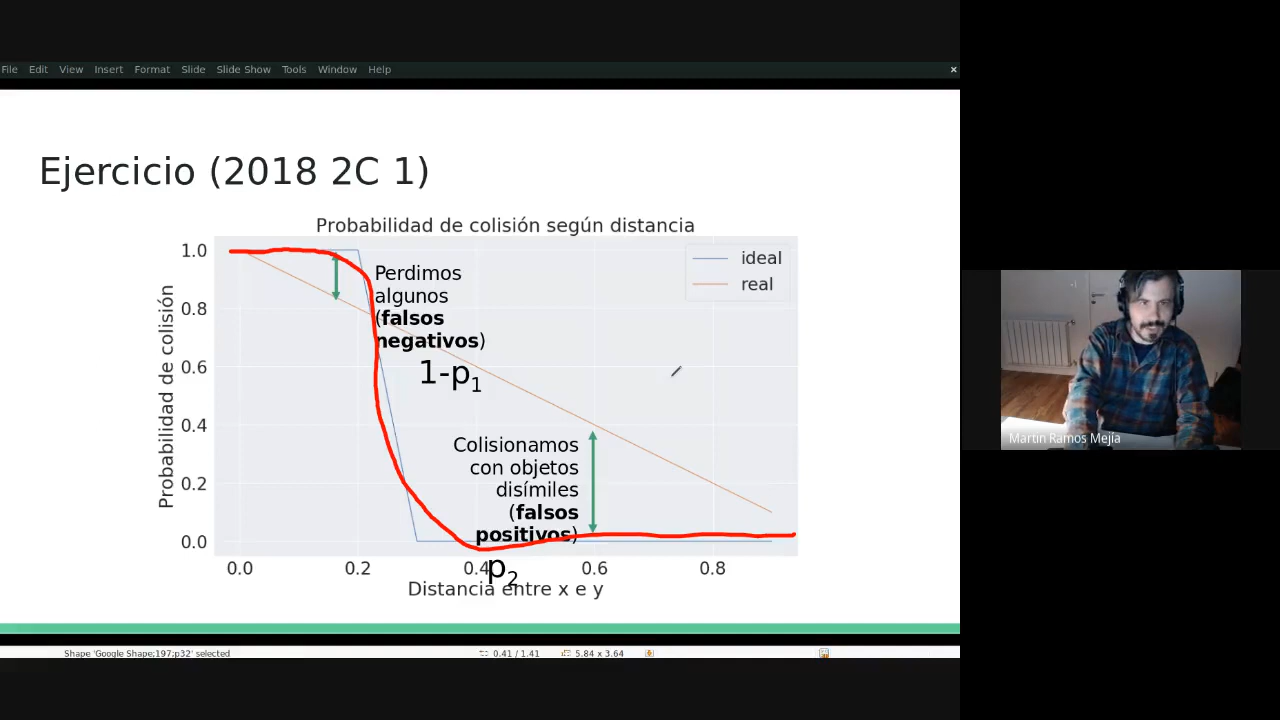 File Edit View Insert Format Slide Slide Show Tools Window Help ×
Ejercicio (2018 2C 1)
Probabilidad de colisión según distancia
Probabilidad de colisión
1.0
0.8
0.6
0.4
0.2
0.0
ideal
real
Perdimos
algunos
(falsos
negativos)
1-p1
Colisionamos
con objetos
disímiles
(falsos
positivos)
p2
0.0 0.2 0.4 0.6 0.8
Distancia entre x e y
Shape 'Google Shape;197;p32' selected 0.41 / 1.41 5.84 x 3.64
Martin Ramos Mejía